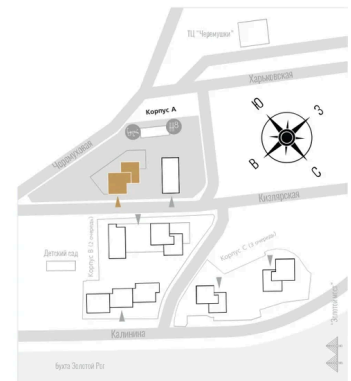 ТЦ "Черемушки"
Харьковская
Корпус А
Черемуховая
Ю
З
В
С
Кизлярская
Детский сад
Корпус В (2 очередь)
Корпус "С" (3 очередь)
Калинина
Бухта Золотой Рог